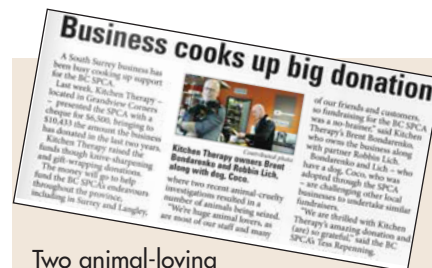 Business cooks up big donation
A South Surrey business has
been busy cooking up support
for the BC SPCA.
Last week, Kitchen Therapy –
located in Grandview Corners
– presented the SPCA with a
cheque for $6,500, bringing to
$10,433 the amount the business
has donated in the last two years.
Kitchen Therapy raised the
funds though knife-sharpening
and gift-wrapping donations.
The money will go to help
fund the BC SPCA's endeavours
throughout the province,
including in Surrey and Langley,
Contributed photo
Kitchen Therapy owners Brent
Bondarenko and Robbin Lich,
along with dog, Coco.
where two recent animal-cruelty
investigations resulted in a
number of animals being seized.
"We're huge animal lovers, as
are most of our staff and many
of our friends and customers,
so fundraising for the BC SPCA
was a no-brainer," said Kitchen
Therapy's Brent Bondarenko,
who owns the business along
with partner Robbin Lich.
Bondarenko and Lich – who
have a dog, Coco, who was
adopted through the SPCA
– are challenging other local
businesses to undertake similar
fundraisers.
"We are thrilled with Kitchen
Therapy's amazing donation and
(are) so grateful," said the BC
SPCA's Tess Repenning.
Two animal-loving